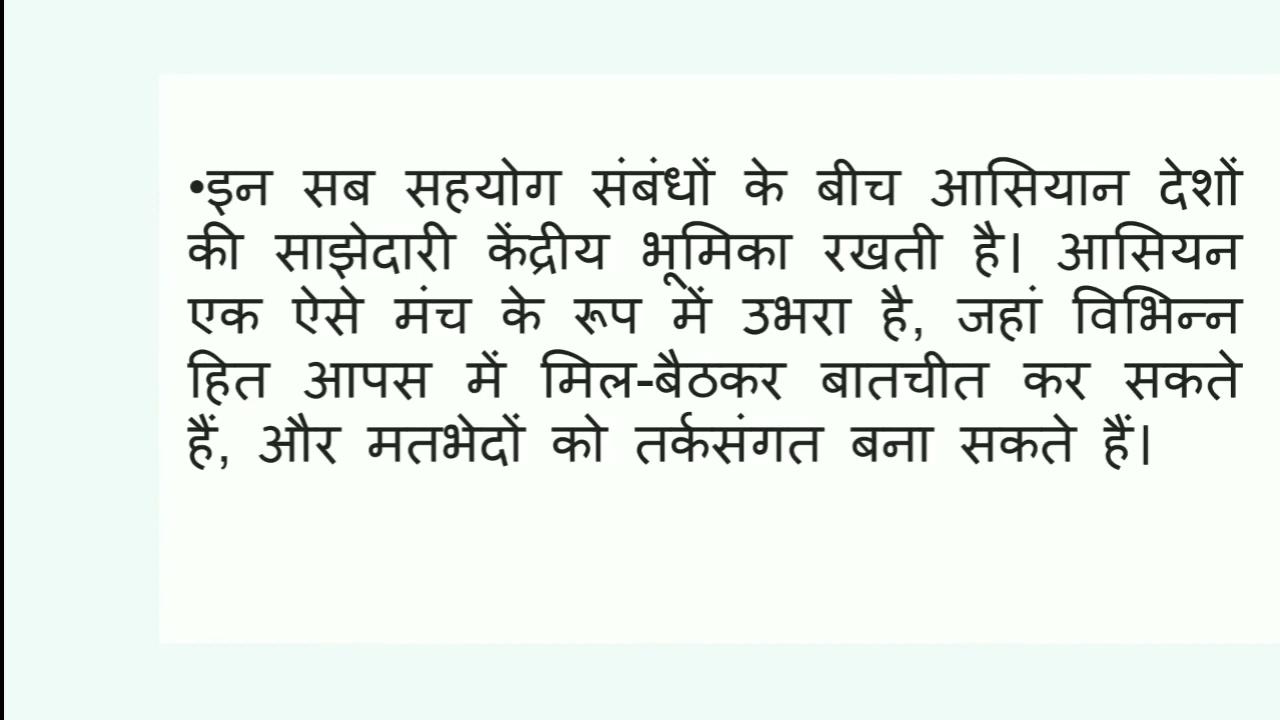 •इन सब सहयोग संबंधों के बीच आसियान देशों
की साझेदारी केंद्रीय भूमिका रखती है। आसियन
एक ऐसे मंच के रूप में उभरा है, जहां विभिन्न
हित आपस में मिल-बैठकर बातचीत कर सकते
हैं, और मतभेदों को तर्कसंगत बना सकते हैं।